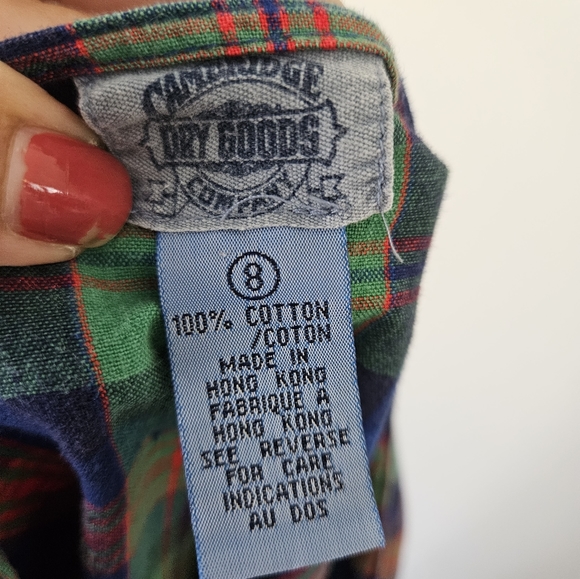 CAMBRIDGE
DRY GOODS
COMPANY
8
100% COTTON
/COTON
MADE IN
HONG KONG
FABRIQUE A
HONG KONG
SEE REVERSE
FOR CARE
INDICATIONS
AU DOS